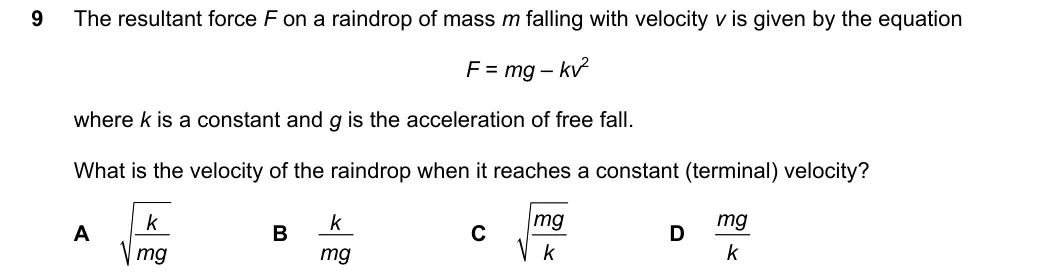 9 The resultant force F on a raindrop of mass m falling with velocity v is given by the equation
F = mg – kv²
where k is a constant and g is the acceleration of free fall.
What is the velocity of the raindrop when it reaches a constant (terminal) velocity?
A √(k/mg) B k/mg C √(mg/k) D mg/k